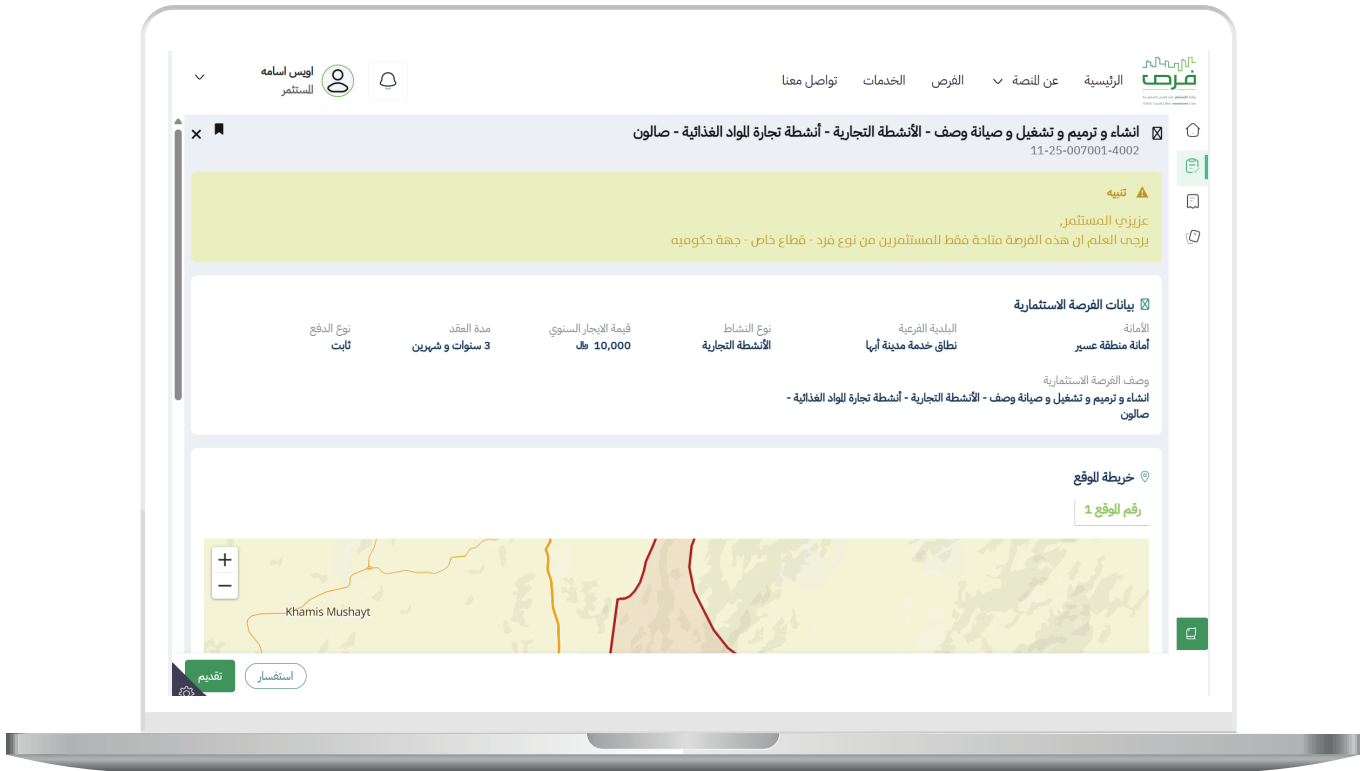 فرص
الرئيسية
عن المنصة
الفرص
الخدمات
تواصل معنا
اويس اسامه
المستثمر
انشاء و ترميم و تشغيل و صيانة وصف - الأنشطة التجارية - أنشطة تجارة المواد الغذائية - صالون
11-25-007001-4002
تنبيه
عزيزي المستثمر,
يرجى العلم ان هذه الفرصة متاحة فقط للمستثمرين من نوع فرد - قطاع خاص - جهة حكوميه
بيانات الفرصة الاستثمارية
الأمانة
أمانة منطقة عسير
البلدية الفرعية
نطاق خدمة مدينة أبها
نوع النشاط
الأنشطة التجارية
قيمة الايجار السنوي
10,000 ريال
مدة العقد
3 سنوات و شهرين
نوع الدفع
ثابت
وصف الفرصة الاستثمارية
انشاء و ترميم و تشغيل و صيانة وصف - الأنشطة التجارية - أنشطة تجارة المواد الغذائية -
صالون
خريطة الموقع
رقم الموقع 1
+
−
Khamis Mushayt
استفسار
تقديم